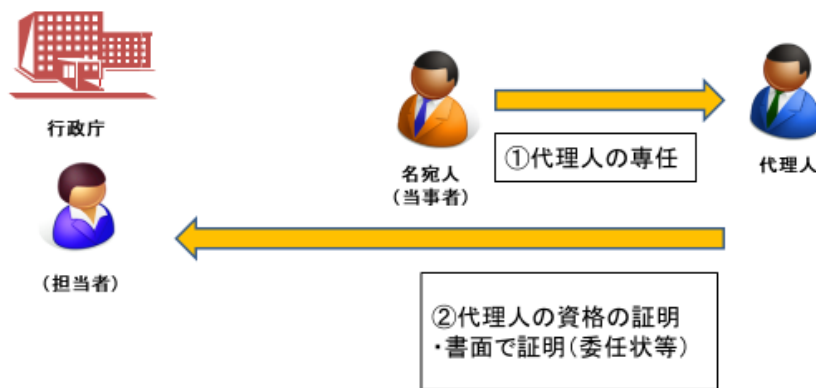 行政庁
(担当者)
名宛人
(当事者)
①代理人の専任
代理人
②代理人の資格の証明
・書面で証明(委任状等)